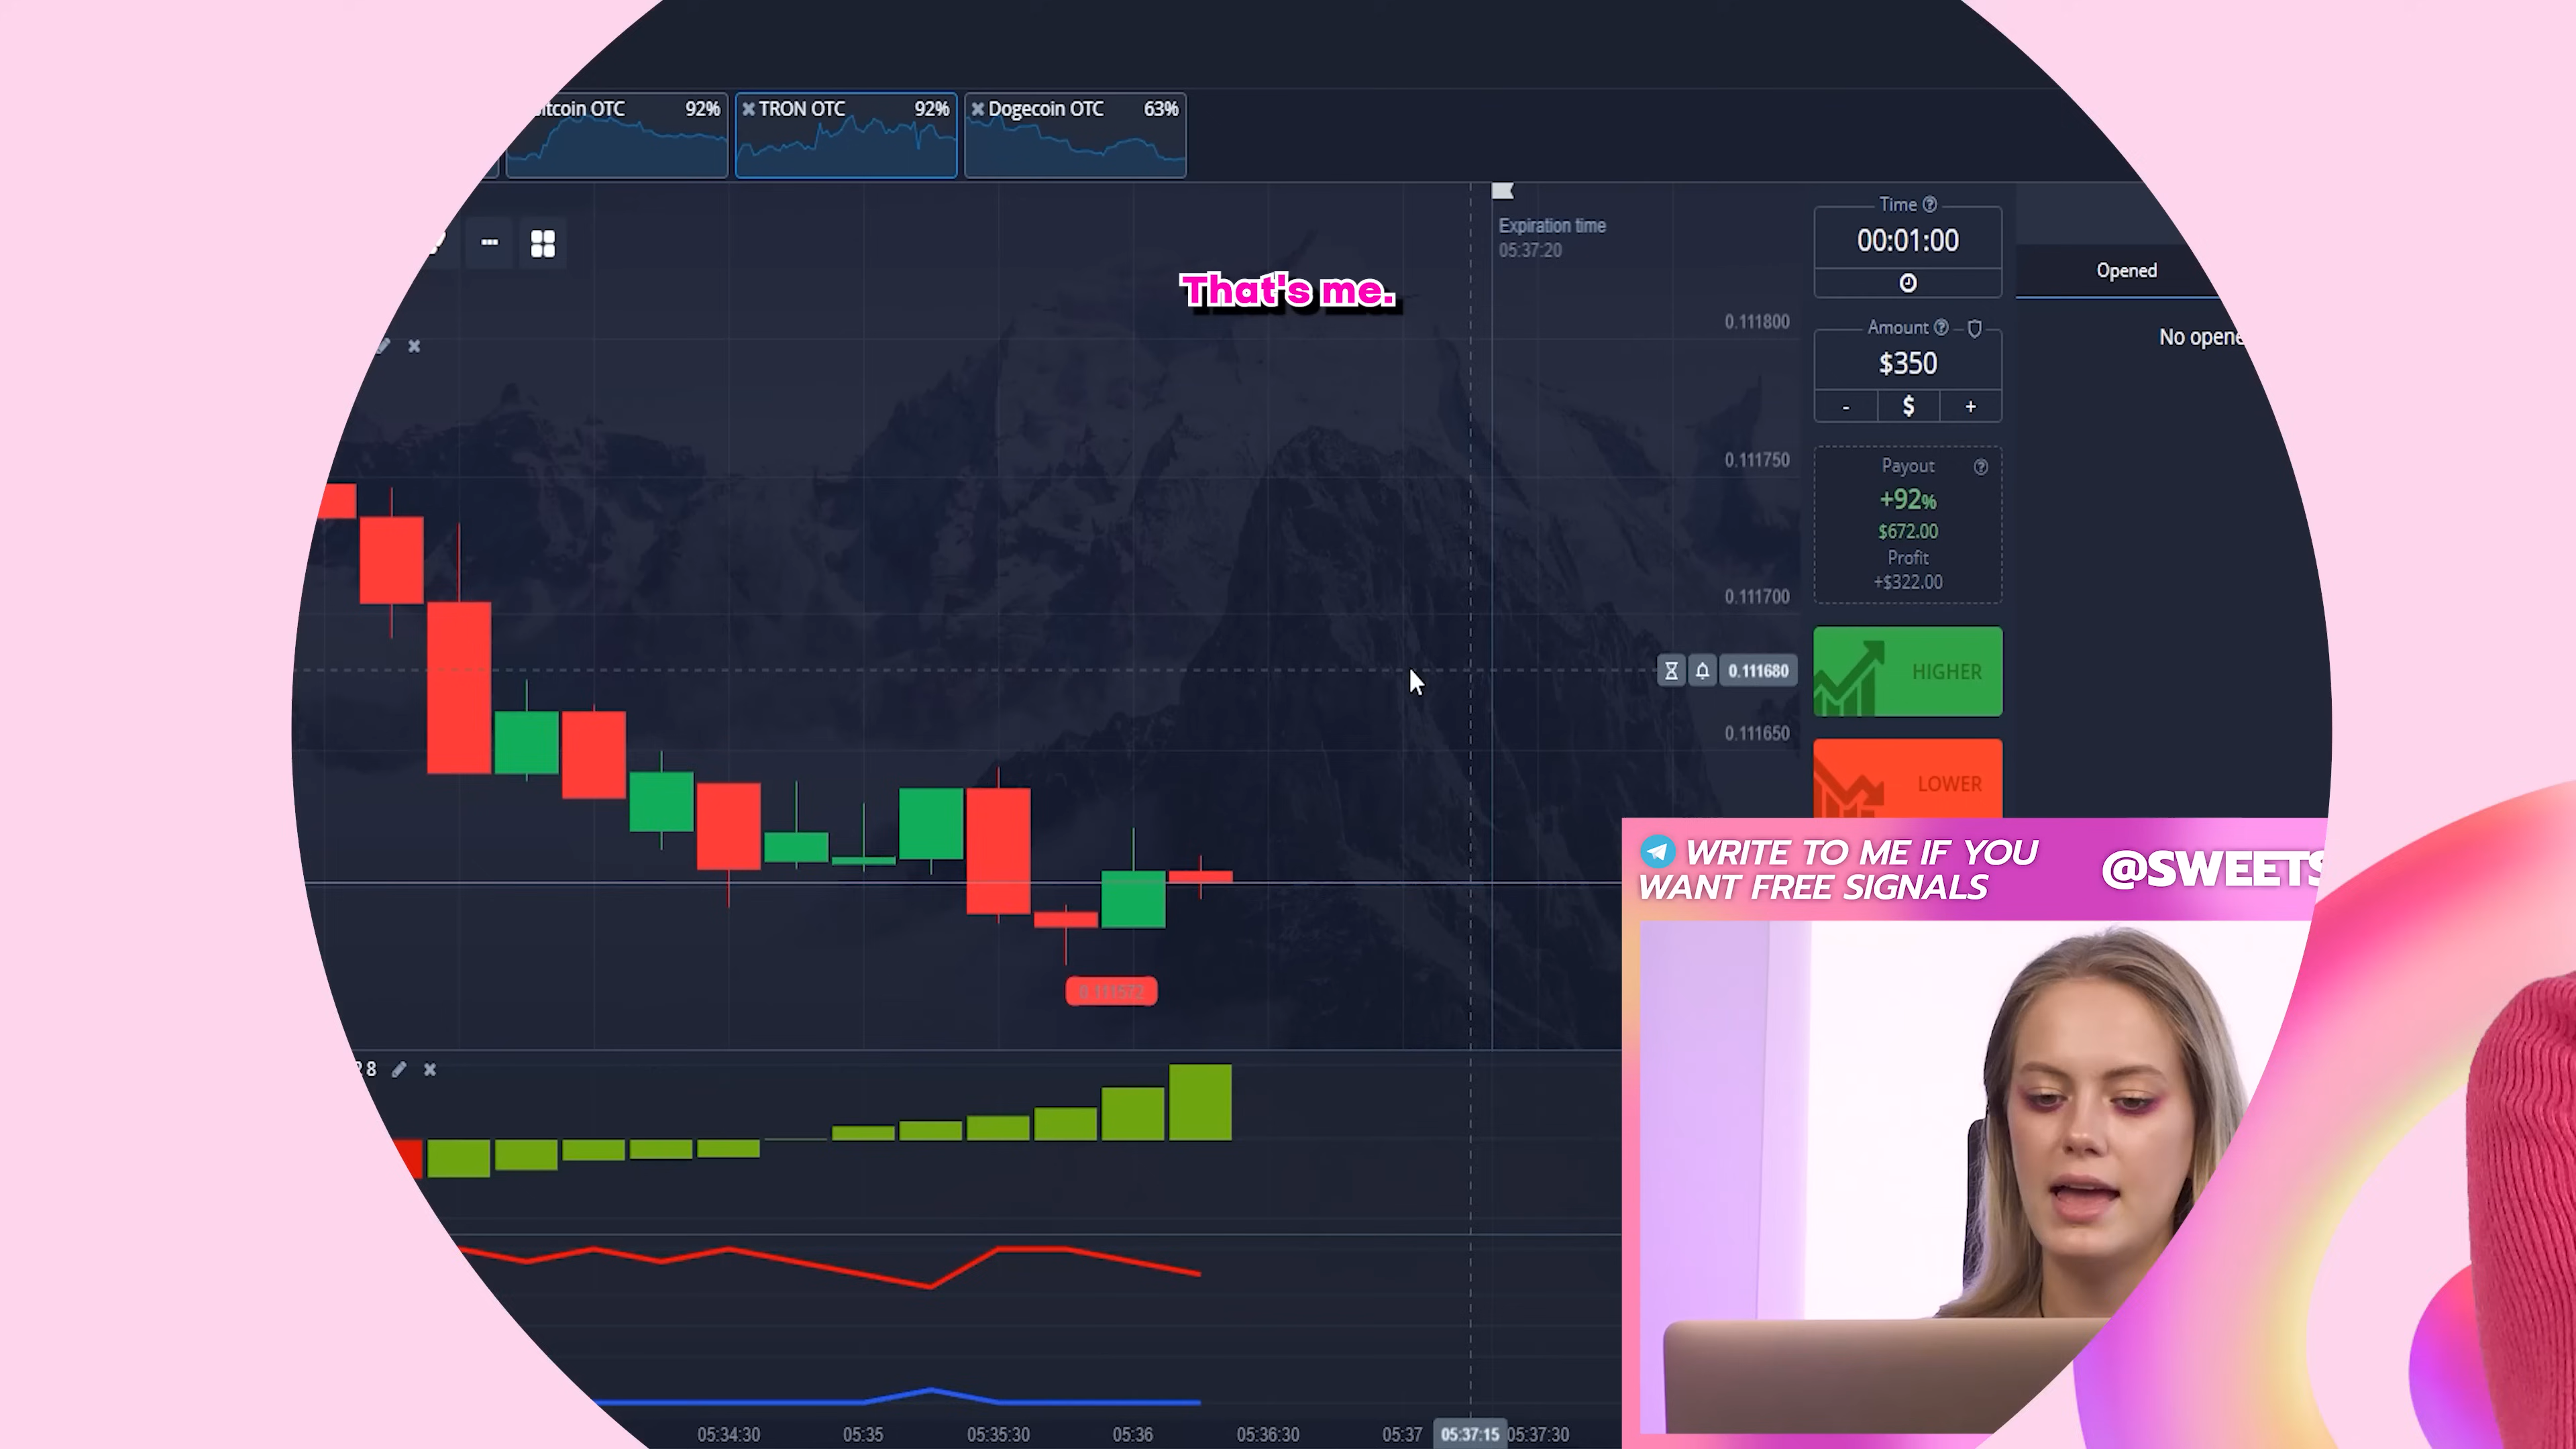 itcoin OTC 92%
TRON OTC 92%
Dogecoin OTC 63%
Expiration time
05:37:20
That's me.
Time
00:01:00
Opened
No opene
Amount
$350
- $ +
Payout
+92%
$672.00
Profit
+$322.00
0.111800
0.111750
0.111700
0.111680
0.111650
HIGHER
LOWER
0.111572
WRITE TO ME IF YOU
WANT FREE SIGNALS
@SWEETS
8
05:34:30 05:35 05:35:30 05:36 05:36:30 05:37 05:37:15 05:37:30